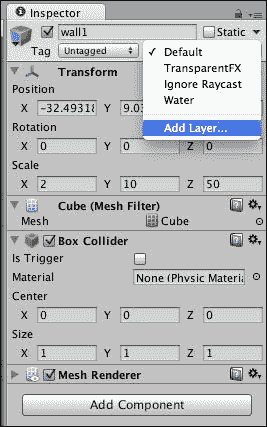 Inspector
wall1 Static
Tag Untagged
Default
TransparentFX
Ignore Raycast
Water
Add Layer...
Transform
Position
X -32.4931 Y 9.03 Z
Rotation
X 0 Y 0 Z 0
Scale
X 2 Y 10 Z 50
Cube (Mesh Filter)
Mesh Cube
Box Collider
Is Trigger
Material None (Physic Materia
Center
X 0 Y 0 Z 0
Size
X 1 Y 1 Z 1
Mesh Renderer
Add Component